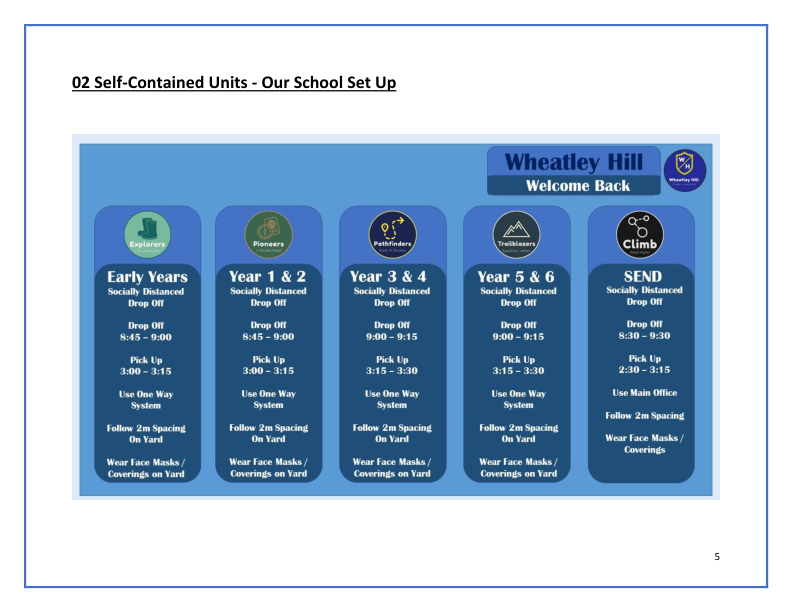 02 Self-Contained Units - Our School Set Up
Wheatley Hill
Welcome Back
W
H
Wheatley Hill
Explorers
Early Years
Socially Distanced
Drop Off
Drop Off
8:45 – 9:00
Pick Up
3:00 – 3:15
Use One Way
System
Follow 2m Spacing
On Yard
Wear Face Masks /
Coverings on Yard
Pioneers
Year 1 & 2
Socially Distanced
Drop Off
Drop Off
8:45 – 9:00
Pick Up
3:00 – 3:15
Use One Way
System
Follow 2m Spacing
On Yard
Wear Face Masks /
Coverings on Yard
Pathfinders
Year 3 & 4
Socially Distanced
Drop Off
Drop Off
9:00 – 9:15
Pick Up
3:15 – 3:30
Use One Way
System
Follow 2m Spacing
On Yard
Wear Face Masks /
Coverings on Yard
Trailblazers
Year 5 & 6
Socially Distanced
Drop Off
Drop Off
9:00 – 9:15
Pick Up
3:15 – 3:30
Use One Way
System
Follow 2m Spacing
On Yard
Wear Face Masks /
Coverings on Yard
Climb
SEND
Socially Distanced
Drop Off
Drop Off
8:30 – 9:30
Pick Up
2:30 – 3:15
Use Main Office
Follow 2m Spacing
Wear Face Masks /
Coverings
5